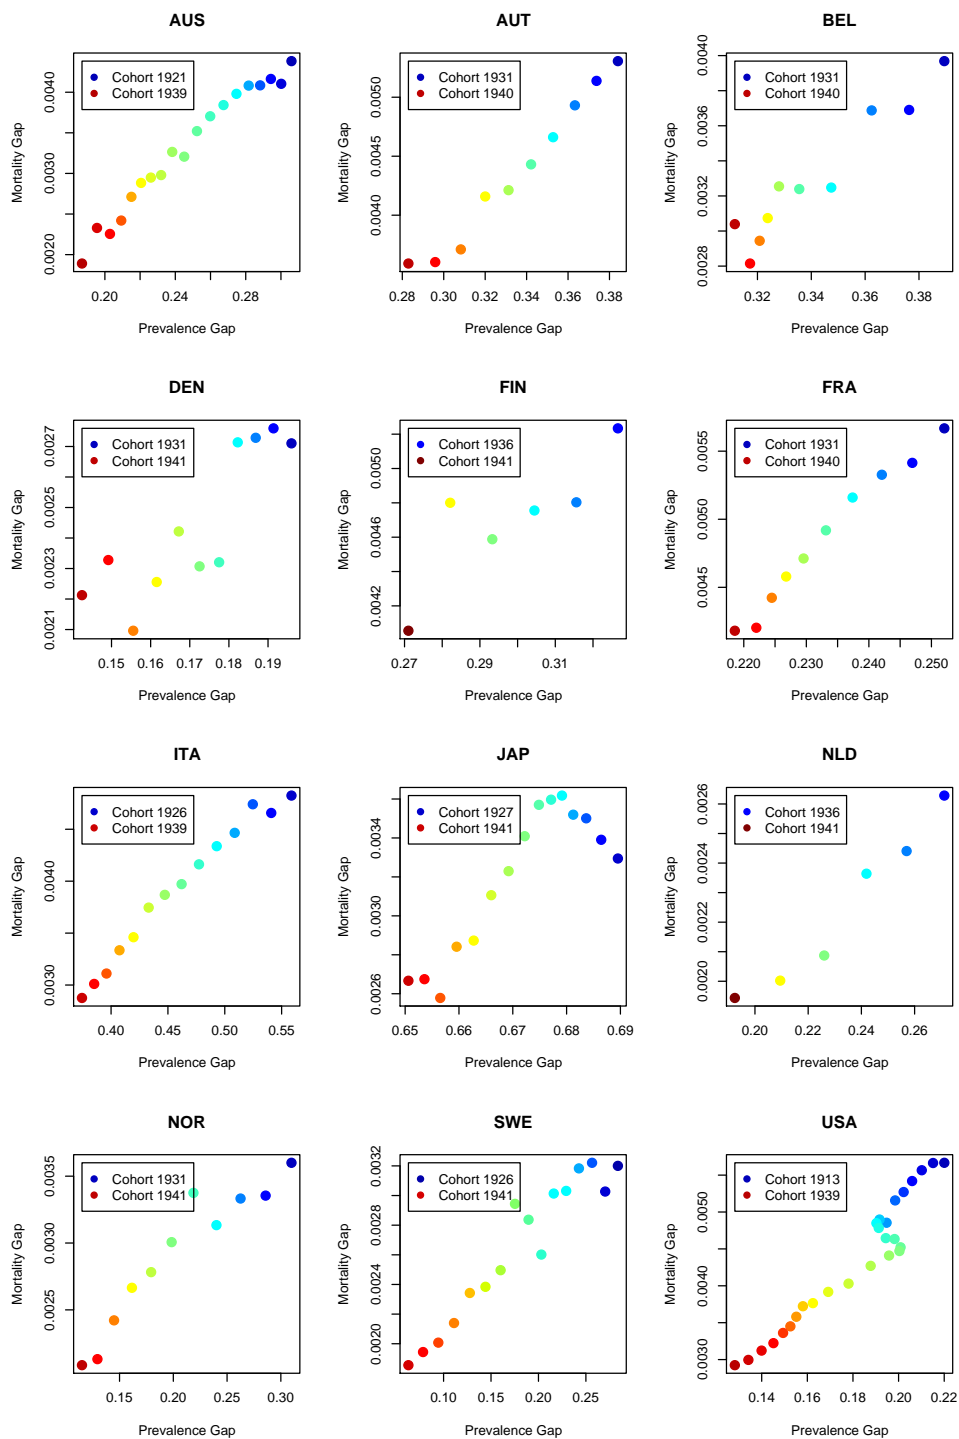 AUS
Mortality Gap
0.0020 0.0030 0.0040
Cohort 1921
Cohort 1939
0.20 0.24 0.28
Prevalence Gap
AUT
Mortality Gap
0.0040 0.0045 0.0050
Cohort 1931
Cohort 1940
0.28 0.30 0.32 0.34 0.36 0.38
Prevalence Gap
BEL
Mortality Gap
0.0028 0.0032 0.0036 0.0040
Cohort 1931
Cohort 1940
0.32 0.34 0.36 0.38
Prevalence Gap
DEN
Mortality Gap
0.0021 0.0023 0.0025 0.0027
Cohort 1931
Cohort 1941
0.15 0.16 0.17 0.18 0.19
Prevalence Gap
FIN
Mortality Gap
0.0042 0.0046 0.0050
Cohort 1936
Cohort 1941
0.27 0.29 0.31
Prevalence Gap
FRA
Mortality Gap
0.0045 0.0050 0.0055
Cohort 1931
Cohort 1940
0.220 0.230 0.240 0.250
Prevalence Gap
ITA
Mortality Gap
0.0030 0.0040
Cohort 1926
Cohort 1939
0.40 0.45 0.50 0.55
Prevalence Gap
JAP
Mortality Gap
0.0026 0.0030 0.0034
Cohort 1927
Cohort 1941
0.65 0.66 0.67 0.68 0.69
Prevalence Gap
NLD
Mortality Gap
0.0020 0.0022 0.0024 0.0026
Cohort 1936
Cohort 1941
0.20 0.22 0.24 0.26
Prevalence Gap
NOR
Mortality Gap
0.0025 0.0035
Cohort 1931
Cohort 1941
0.15 0.20 0.25 0.30
Prevalence Gap
SWE
Mortality Gap
0.0020 0.0024 0.0028 0.0032
Cohort 1926
Cohort 1941
0.10 0.15 0.20 0.25
Prevalence Gap
USA
Mortality Gap
0.0030 0.0040 0.0050
Cohort 1913
Cohort 1939
0.14 0.16 0.18 0.20 0.22
Prevalence Gap